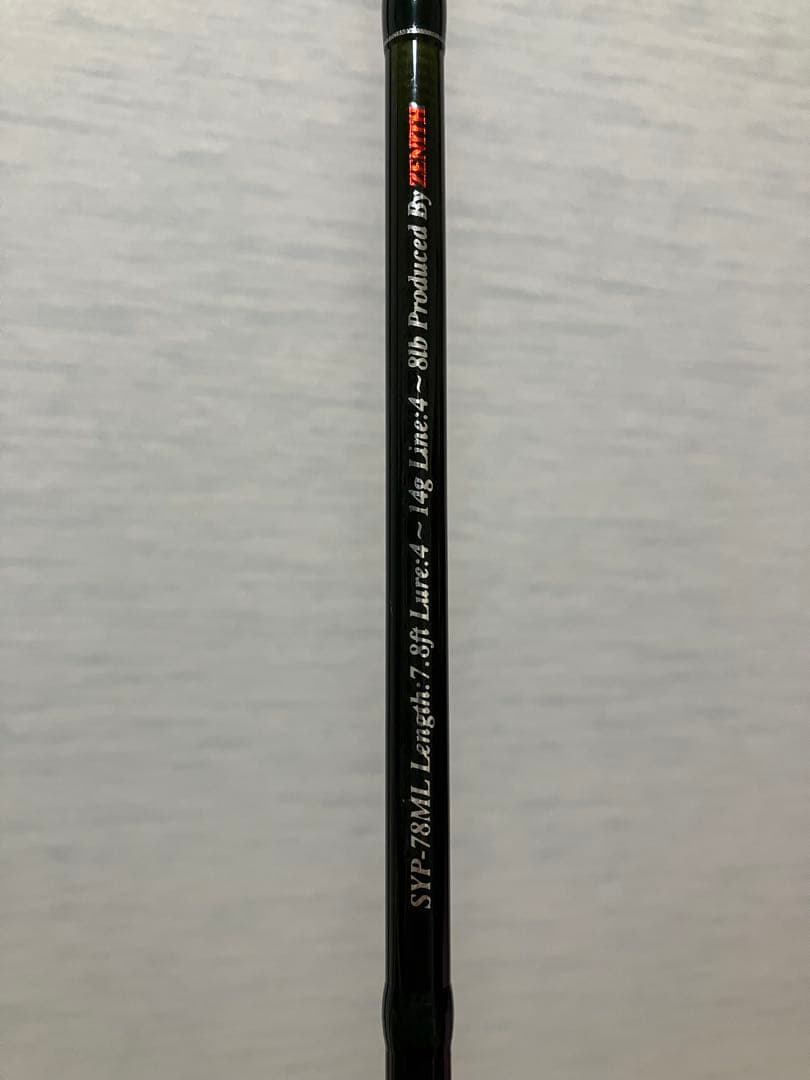 SYP-78ML Length:7.8ft Lure:4~14g Line:4~8lb Produced By ZENITH